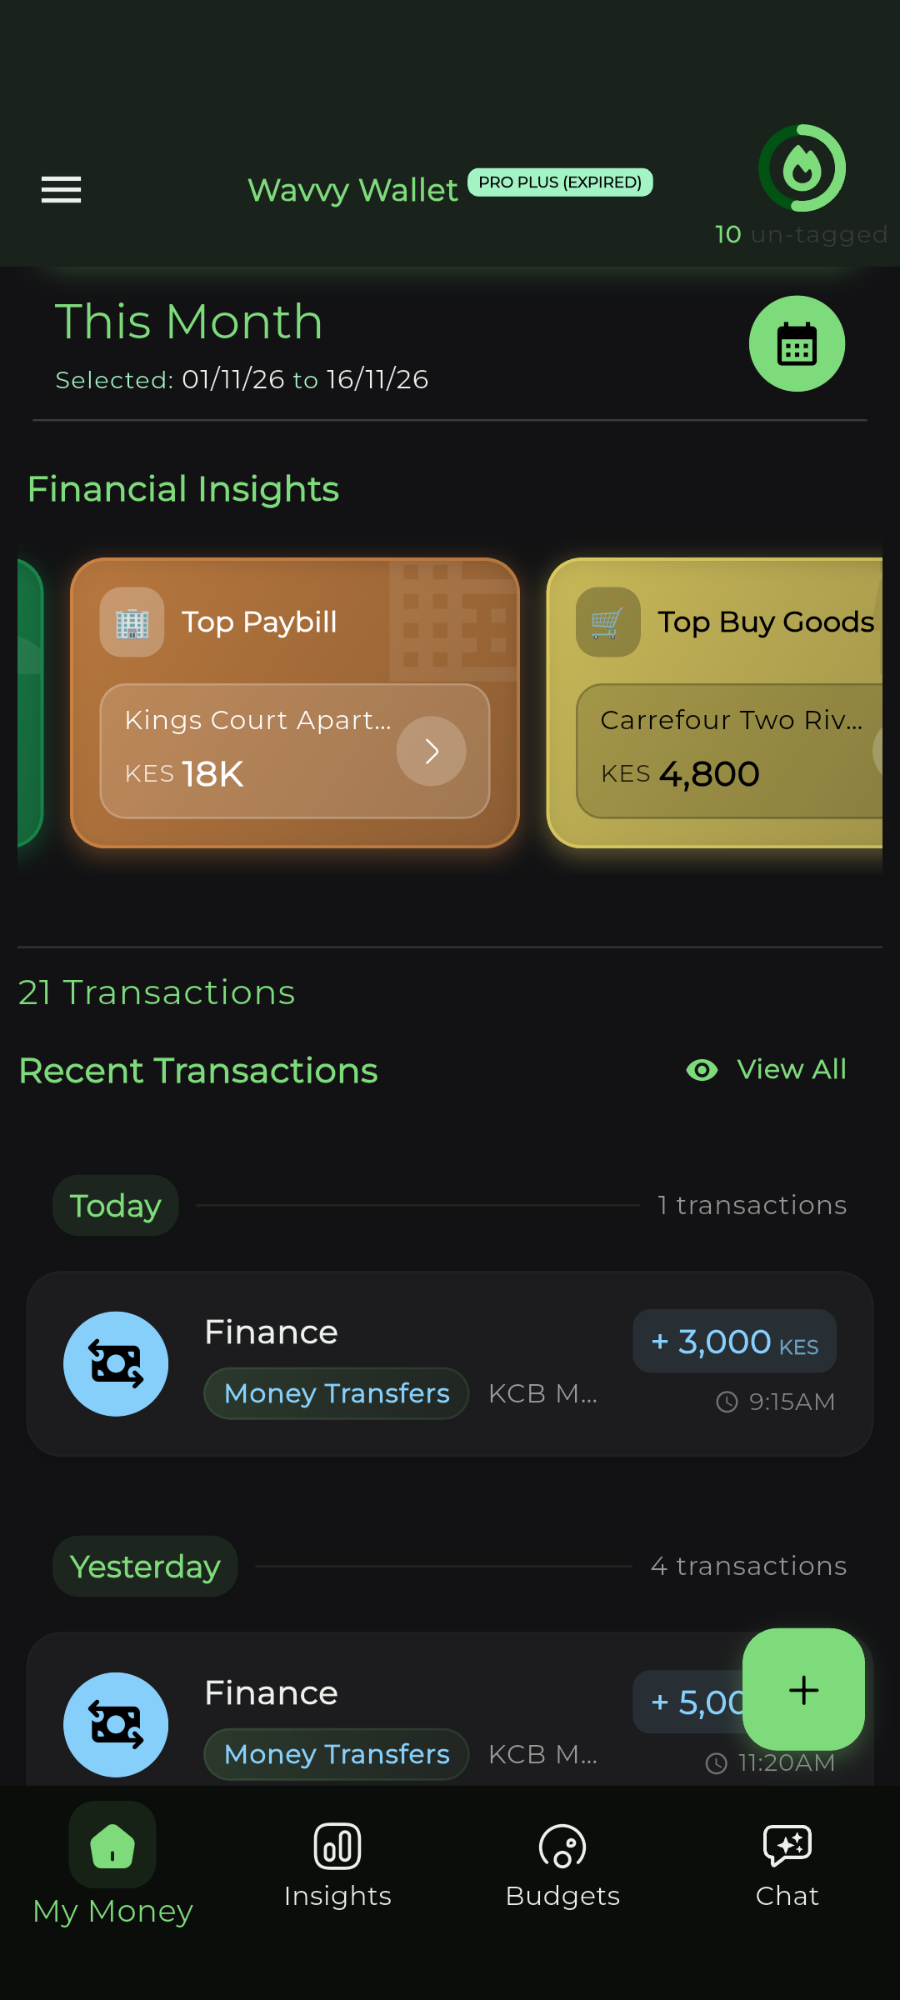 Wavvy Wallet PRO PLUS (EXPIRED)
10 un-tagged
This Month
Selected: 01/11/26 to 16/11/26
Financial Insights
Top Paybill
Kings Court Apart...
KES 18K
Top Buy Goods
Carrefour Two Riv...
KES 4,800
21 Transactions
Recent Transactions
View All
Today
1 transactions
Finance
+ 3,000 KES
Money Transfers
KCB M...
9:15AM
Yesterday
4 transactions
Finance
+ 5,00
Money Transfers
KCB M...
11:20AM
+
My Money
Insights
Budgets
Chat